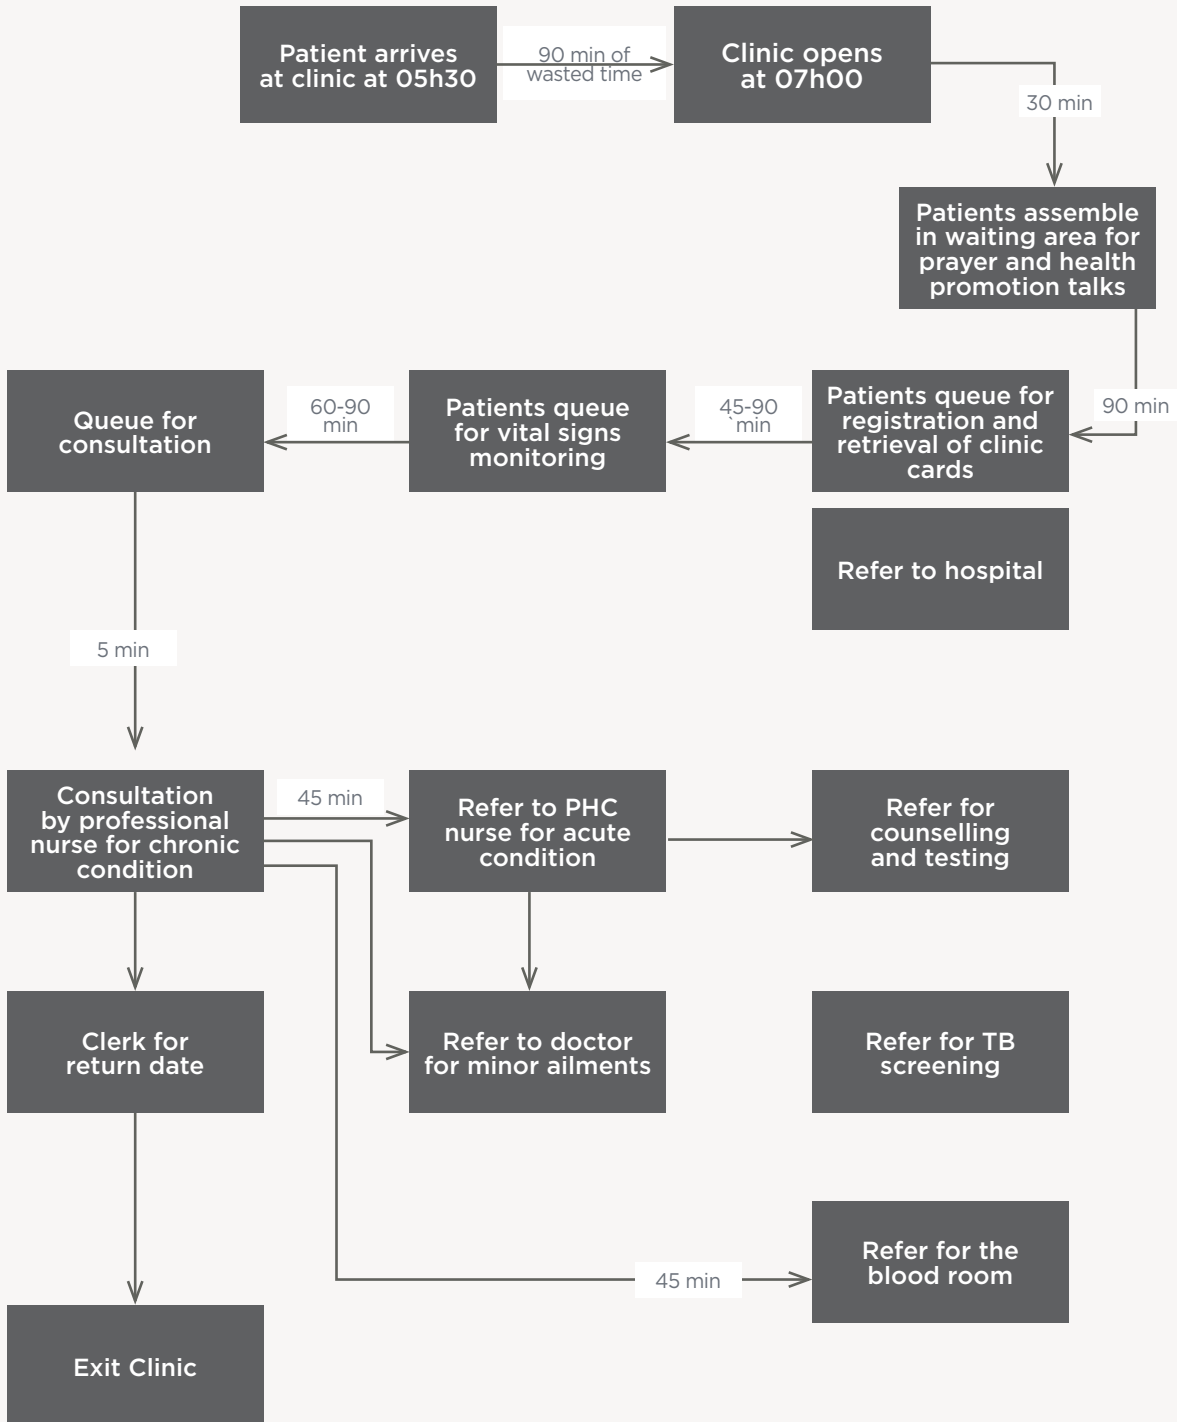 Patient arrives
at clinic at 05h30
90 min of
wasted time
Clinic opens
at 07h00
30 min
Patients assemble
in waiting area for
prayer and health
promotion talks
90 min
Patients queue for
registration and
retrieval of clinic
cards
45-90
`min
Patients queue
for vital signs
monitoring
60-90
min
Queue for
consultation
Refer to hospital
5 min
Consultation
by professional
nurse for chronic
condition
45 min
Refer to PHC
nurse for acute
condition
Refer for
counselling
and testing
Clerk for
return date
Refer to doctor
for minor ailments
Refer for TB
screening
Refer for the
blood room
45 min
Exit Clinic